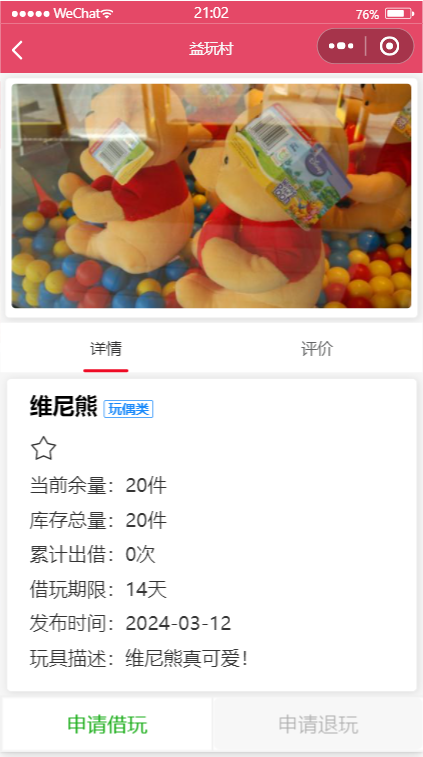 WeChat 21:02 76%
益玩村
详情 评价
维尼熊 玩偶类
当前余量：20件
库存总量：20件
累计出借：0次
借玩期限：14天
发布时间：2024-03-12
玩具描述：维尼熊真可爱！
申请借玩 申请退玩